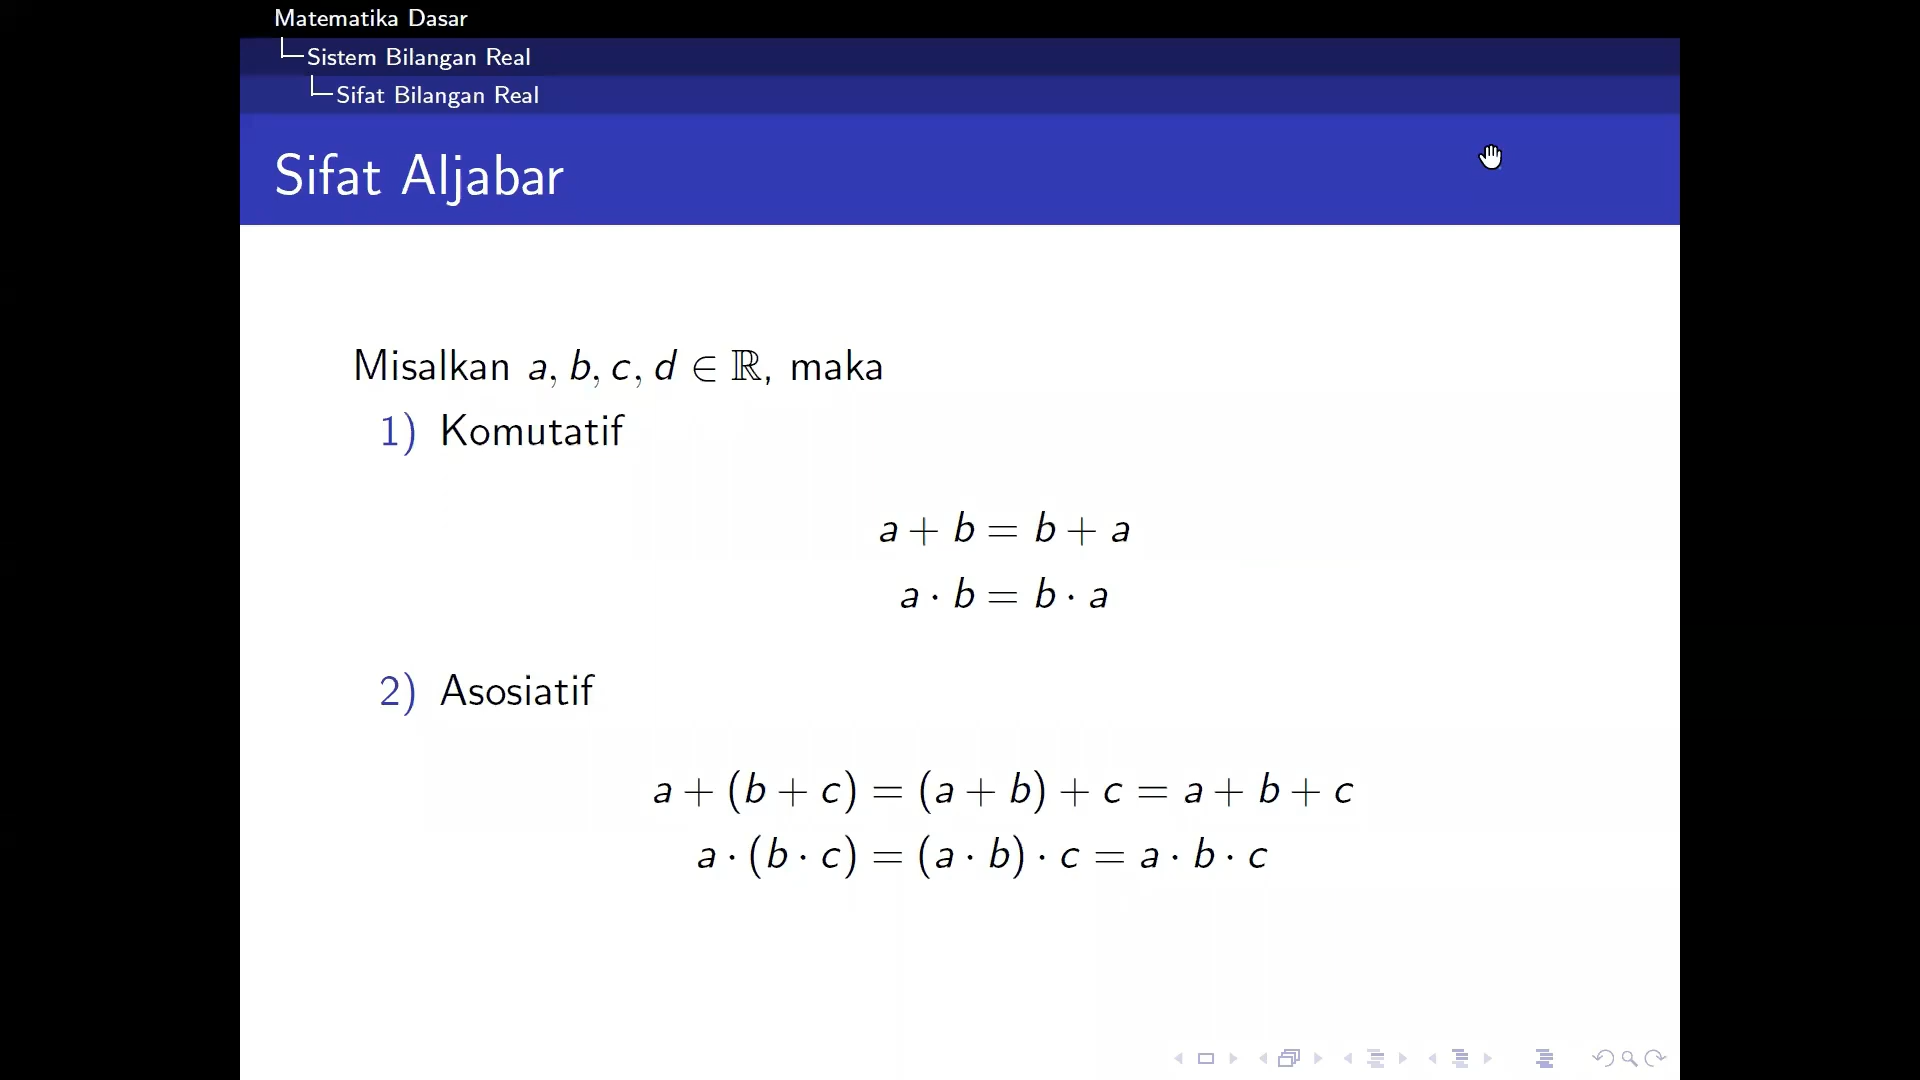 Matematika Dasar
Sistem Bilangan Real
Sifat Bilangan Real
Sifat Aljabar
Misalkan a, b, c, d ∈ ℝ, maka
1) Komutatif
a + b = b + a
a · b = b · a
2) Asosiatif
a + (b + c) = (a + b) + c = a + b + c
a · (b · c) = (a · b) · c = a · b · c